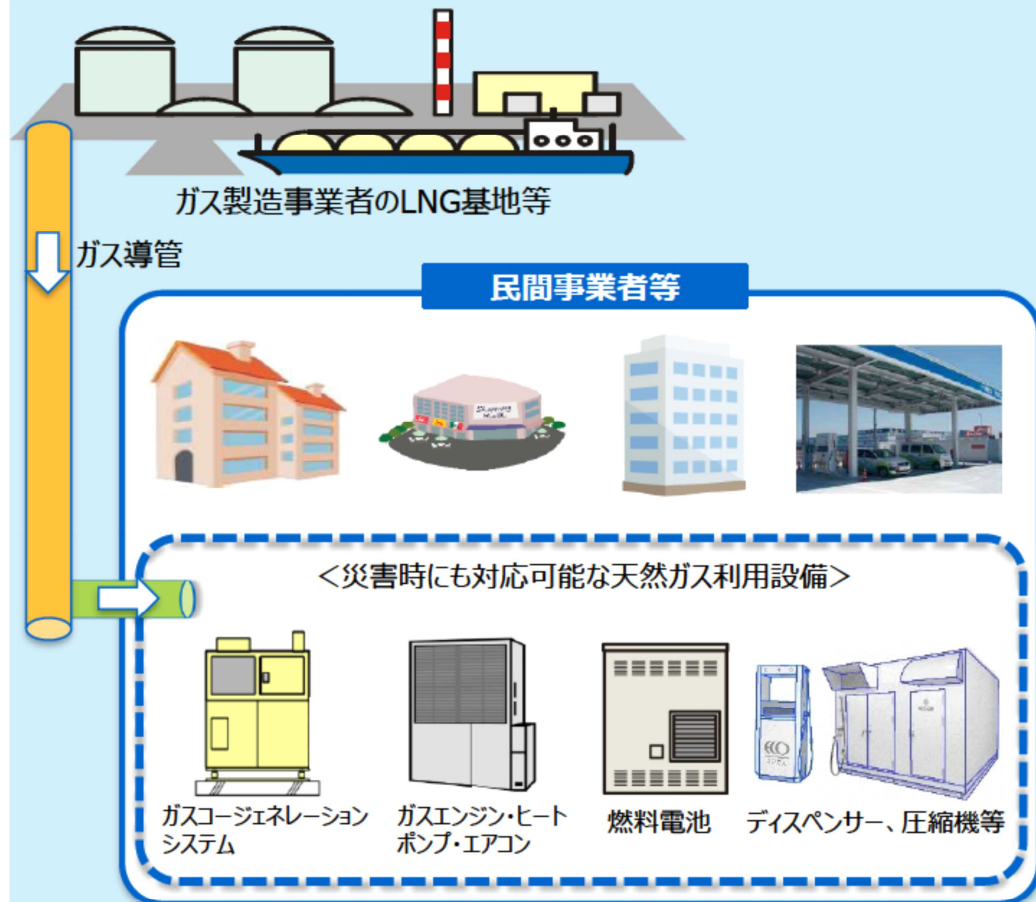 ガス製造事業者のLNG基地等
ガス導管
民間事業者等
Shopping
＜災害時にも対応可能な天然ガス利用設備＞
ECO
ガスコージェネレーション
システム
ガスエンジン・ヒート
ポンプ・エアコン
燃料電池
ディスペンサー、圧縮機等